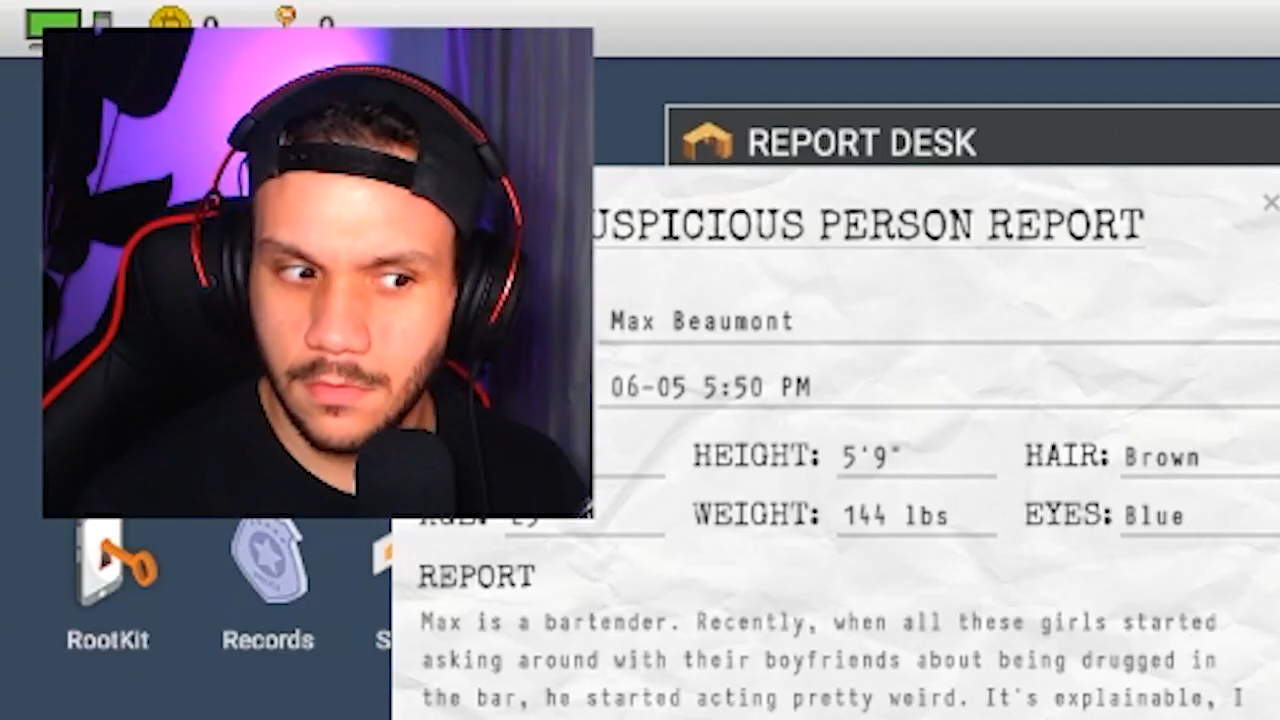 0 0
REPORT DESK
USPICIOUS PERSON REPORT
Max Beaumont
06-05 5:50 PM
HEIGHT: 5'9" HAIR: Brown
WEIGHT: 144 lbs EYES: Blue
REPORT
Max is a bartender. Recently, when all these girls started
asking around with their boyfriends about being drugged in
the bar, he started acting pretty weird. It's explainable, I
RootKit
Records
S